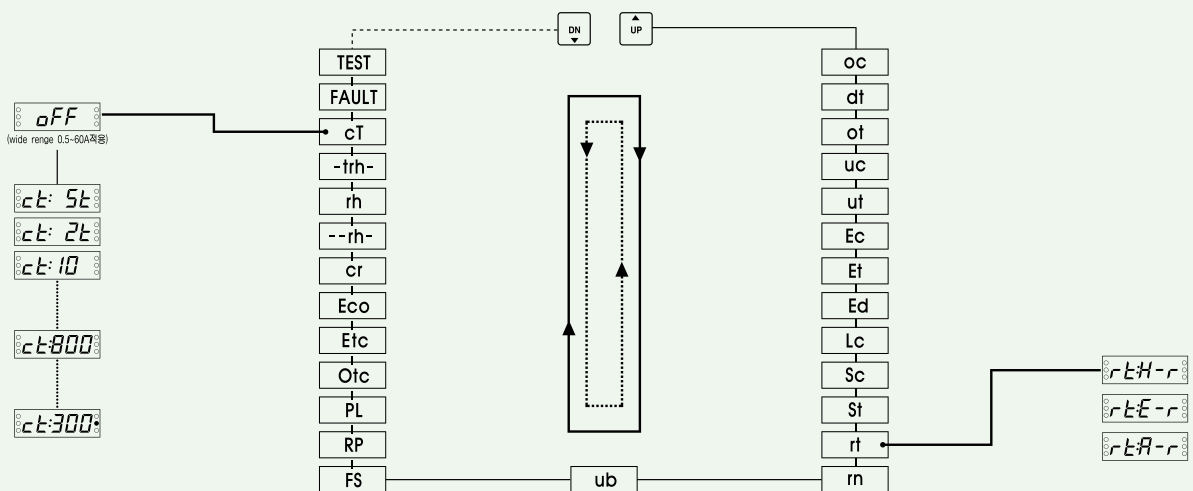 DN
UP
TEST
FAULT
cT
-trh-
rh
--rh-
cr
Eco
Etc
Otc
PL
RP
FS
ub
oc
dt
ot
uc
ut
Ec
Et
Ed
Lc
Sc
St
rt
rn
oFF
(wide renge 0.5~60A적용)
ct: 5t
ct: 2t
ct:10
ct:800
ct:300
rt:H-r
rt:E-r
rt:A-r